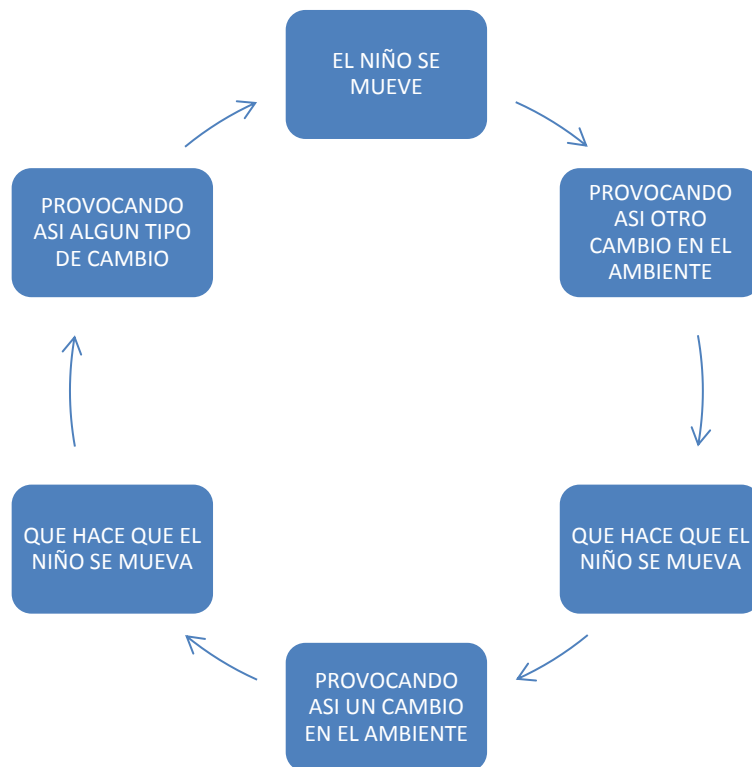 EL NIÑO SE
MUEVE
PROVOCANDO
ASI OTRO
CAMBIO EN EL
AMBIENTE
QUE HACE QUE EL
NIÑO SE MUEVA
PROVOCANDO
ASI UN CAMBIO
EN EL AMBIENTE
QUE HACE QUE EL
NIÑO SE MUEVA
PROVOCANDO
ASI ALGUN TIPO
DE CAMBIO